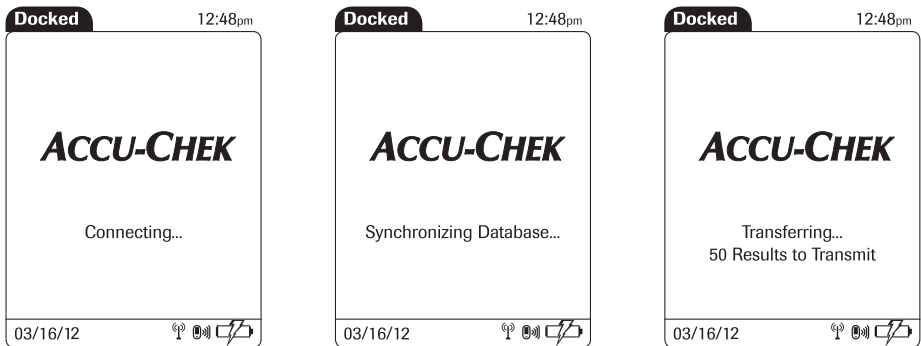 Docked 12:48pm
ACCU-CHEK
Connecting...
03/16/12
Docked 12:48pm
ACCU-CHEK
Synchronizing Database...
03/16/12
Docked 12:48pm
ACCU-CHEK
Transferring...
50 Results to Transmit
03/16/12